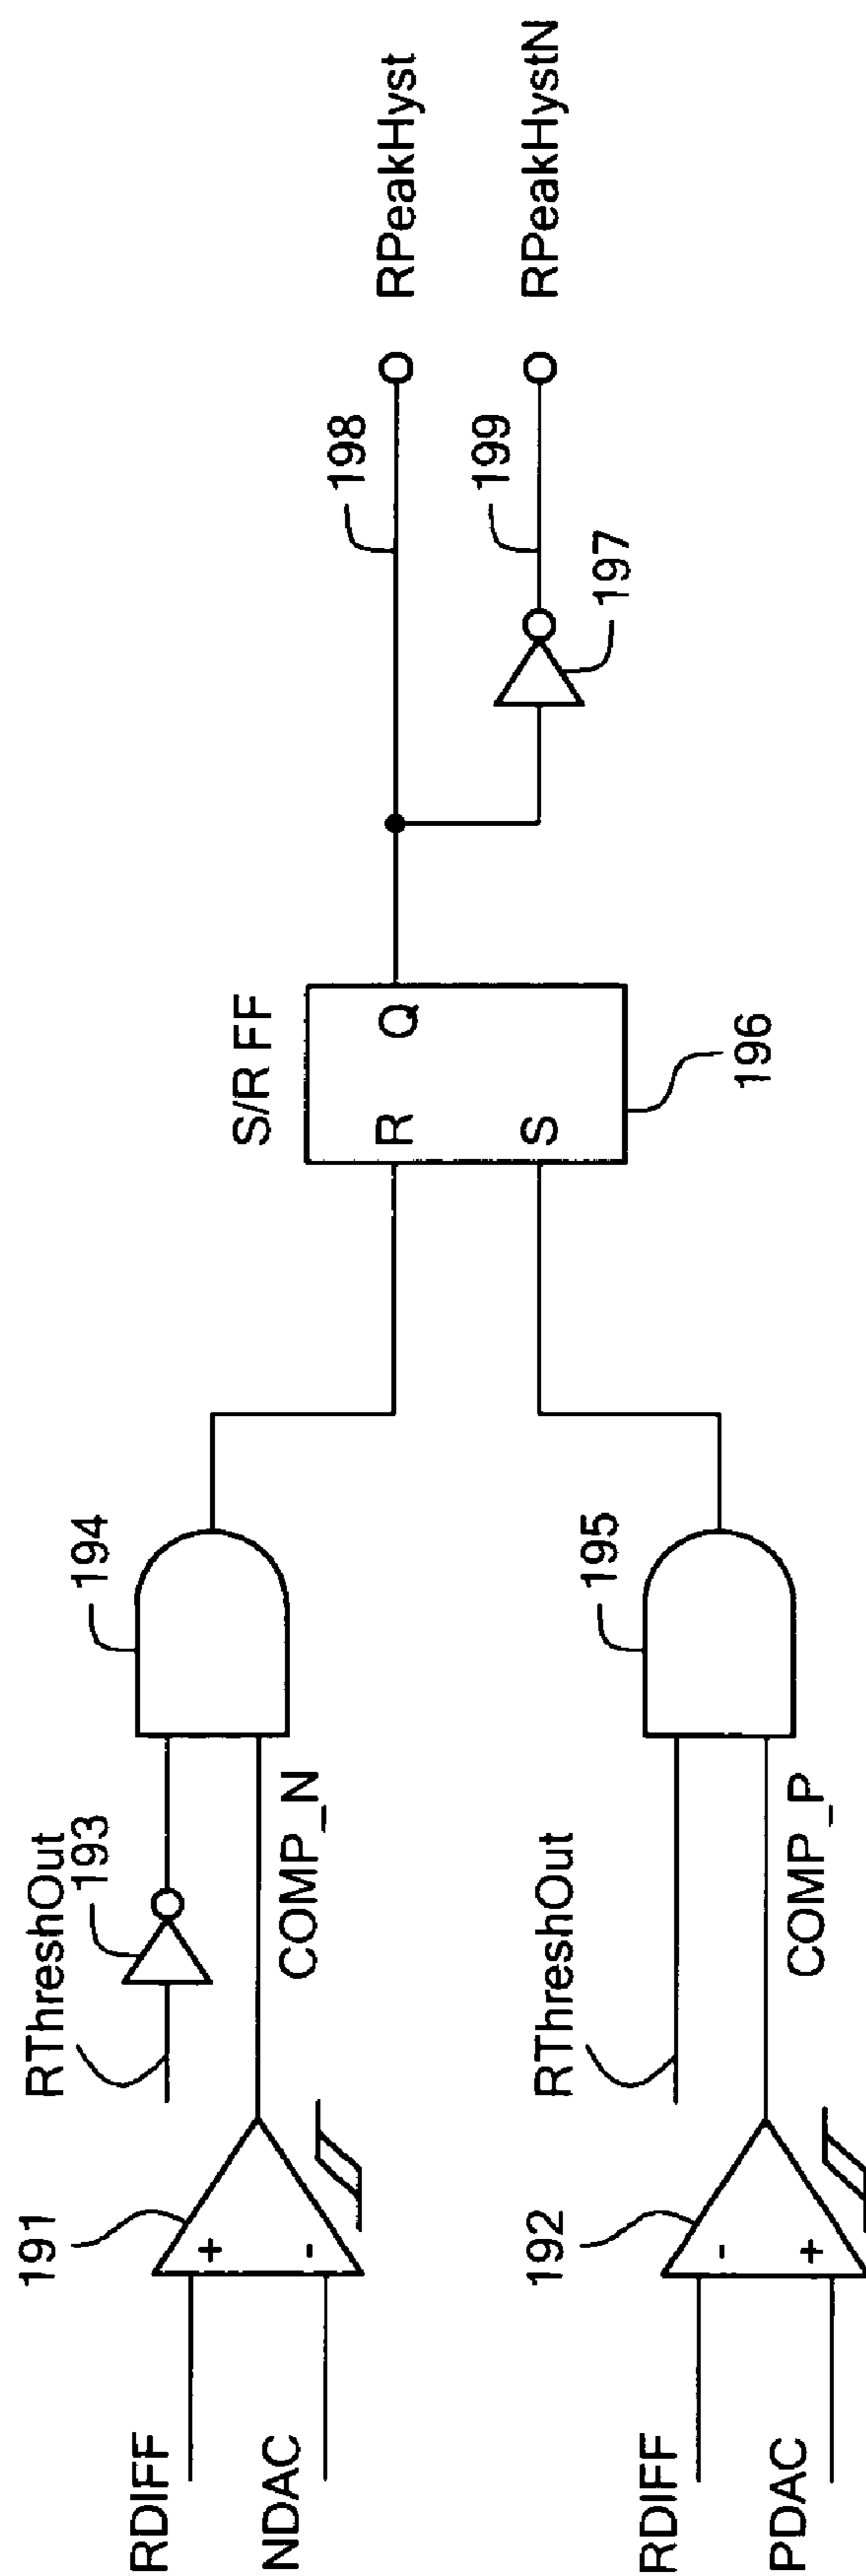 RDIFF
NDAC
191
+
-
RThreshOut
193
COMP_N
194
RDIFF
PDAC
192
-
+
RThreshOut
COMP_P
195
S/R FF
R
Q
S
196
198
RPeakHyst
199
RPeakHystN
197